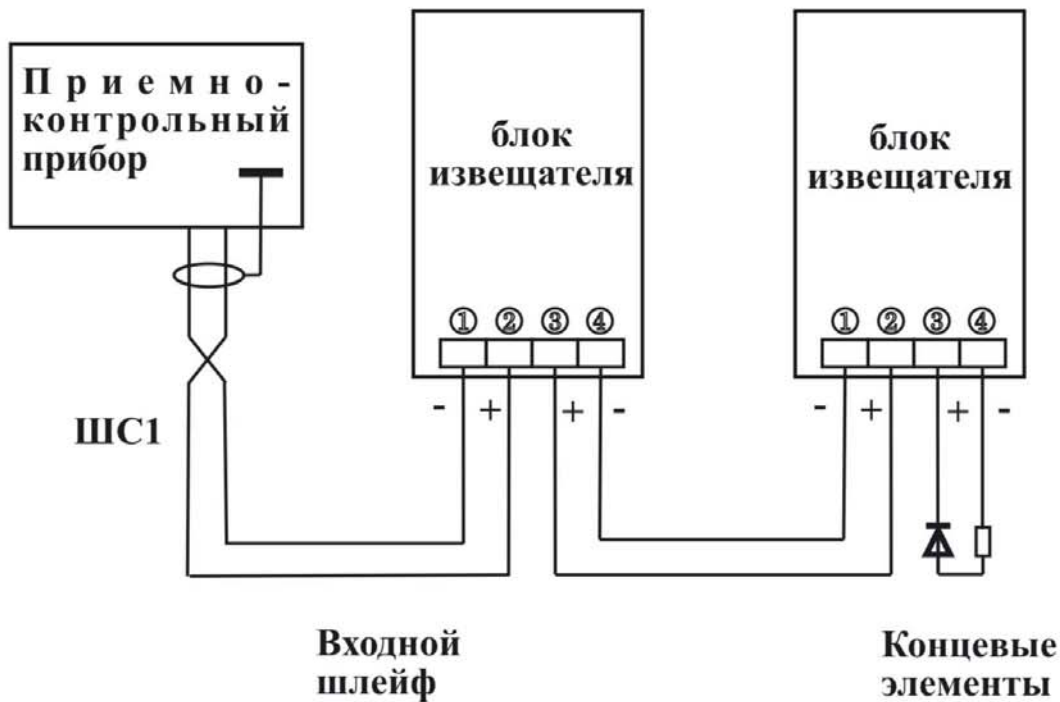 Приемно-
контрольный
прибор
блок
извещателя
блок
извещателя
① ② ③ ④
① ② ③ ④
- + + -
- + + -
ШС1
Входной
шлейф
Концевые
элементы